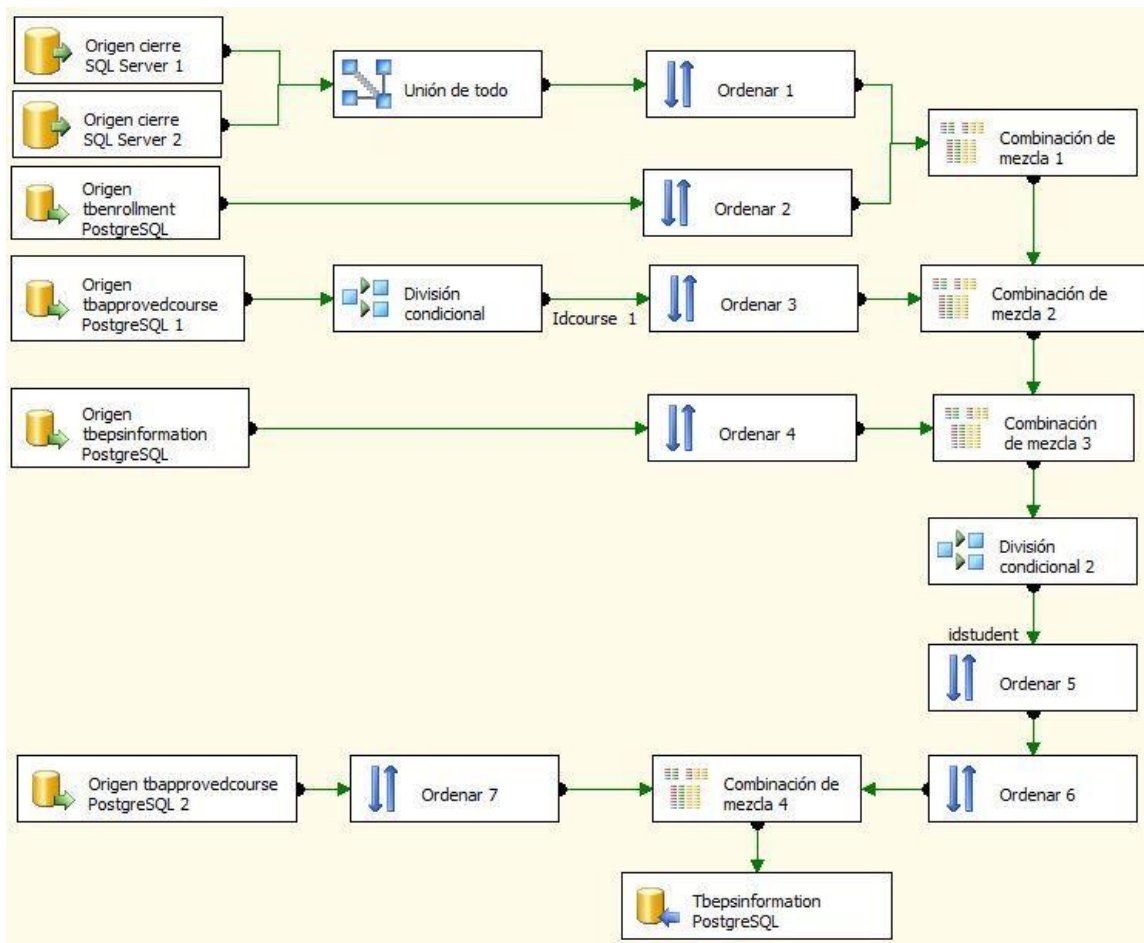 Origen cierre
SQL Server 1
Origen cierre
SQL Server 2
Unión de todo
Ordenar 1
Combinación de
mezcla 1
Origen
tbenrollment
PostgreSQL
Ordenar 2
Origen
tbapprovedcourse
PostgreSQL 1
División
condicional
Idcourse 1
Ordenar 3
Combinación de
mezcla 2
Origen
tbepsinformation
PostgreSQL
Ordenar 4
Combinación
de mezcla 3
División
condicional 2
idstudent
Ordenar 5
Origen tbapprovedcourse
PostgreSQL 2
Ordenar 7
Combinación de
mezcla 4
Ordenar 6
Tbepsinformation
PostgreSQL